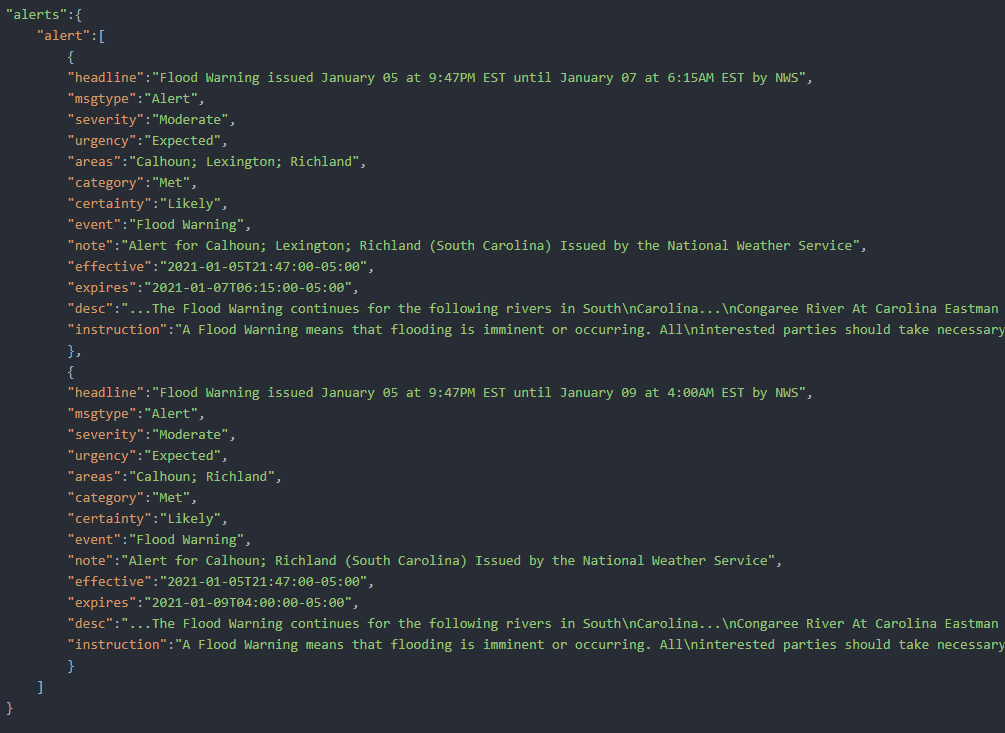 "alerts":{
"alert":[
{
"headline":"Flood Warning issued January 05 at 9:47PM EST until January 07 at 6:15AM EST by NWS",
"msgtype":"Alert",
"severity":"Moderate",
"urgency":"Expected",
"areas":"Calhoun; Lexington; Richland",
"category":"Met",
"certainty":"Likely",
"event":"Flood Warning",
"note":"Alert for Calhoun; Lexington; Richland (South Carolina) Issued by the National Weather Service",
"effective":"2021-01-05T21:47:00-05:00",
"expires":"2021-01-07T06:15:00-05:00",
"desc":"...The Flood Warning continues for the following rivers in South\nCarolina...\nCongaree River At Carolina Eastman
"instruction":"A Flood Warning means that flooding is imminent or occurring. All\ninterested parties should take necessary
},
{
"headline":"Flood Warning issued January 05 at 9:47PM EST until January 09 at 4:00AM EST by NWS",
"msgtype":"Alert",
"severity":"Moderate",
"urgency":"Expected",
"areas":"Calhoun; Richland",
"category":"Met",
"certainty":"Likely",
"event":"Flood Warning",
"note":"Alert for Calhoun; Richland (South Carolina) Issued by the National Weather Service",
"effective":"2021-01-05T21:47:00-05:00",
"expires":"2021-01-09T04:00:00-05:00",
"desc":"...The Flood Warning continues for the following rivers in South\nCarolina...\nCongaree River At Carolina Eastman
"instruction":"A Flood Warning means that flooding is imminent or occurring. All\ninterested parties should take necessary
}
]
}